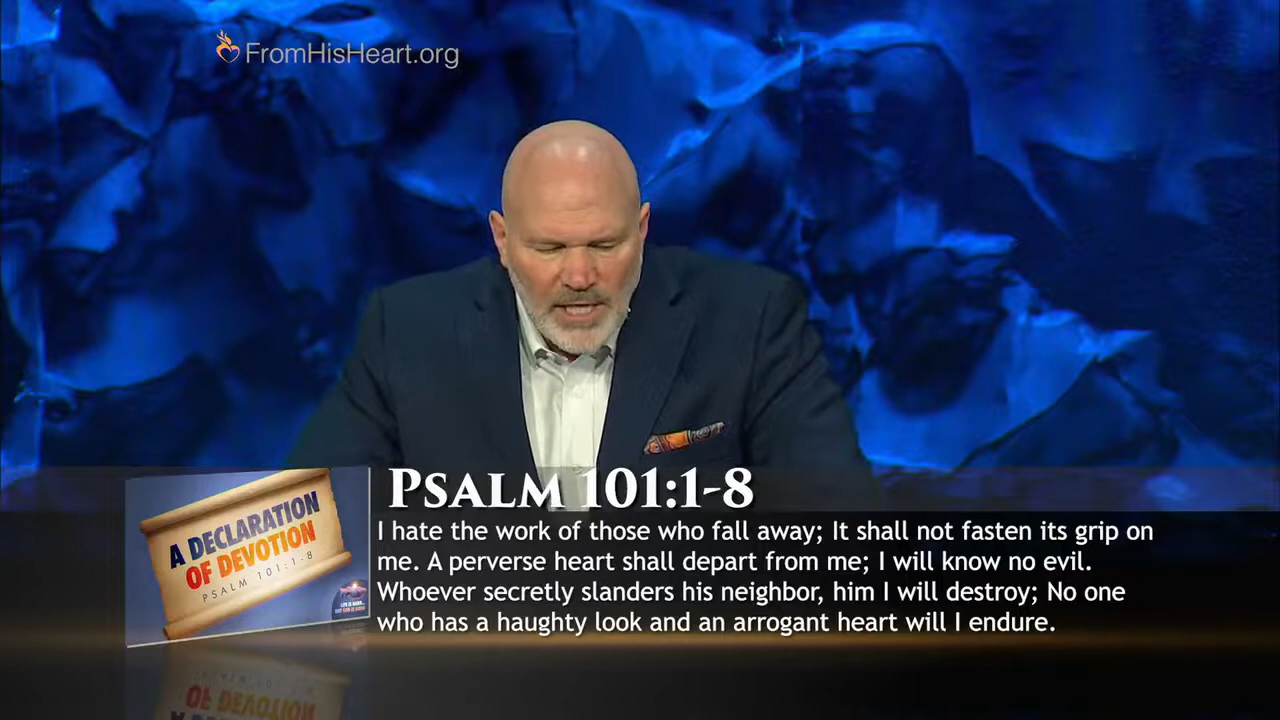 FromHisHeart.org
PSALM 101:1-8
I hate the work of those who fall away; It shall not fasten its grip on
me. A perverse heart shall depart from me; I will know no evil.
Whoever secretly slanders his neighbor, him I will destroy; No one
who has a haughty look and an arrogant heart will I endure.
A DECLARATION
OF DEVOTION
PSALM 101:1-8